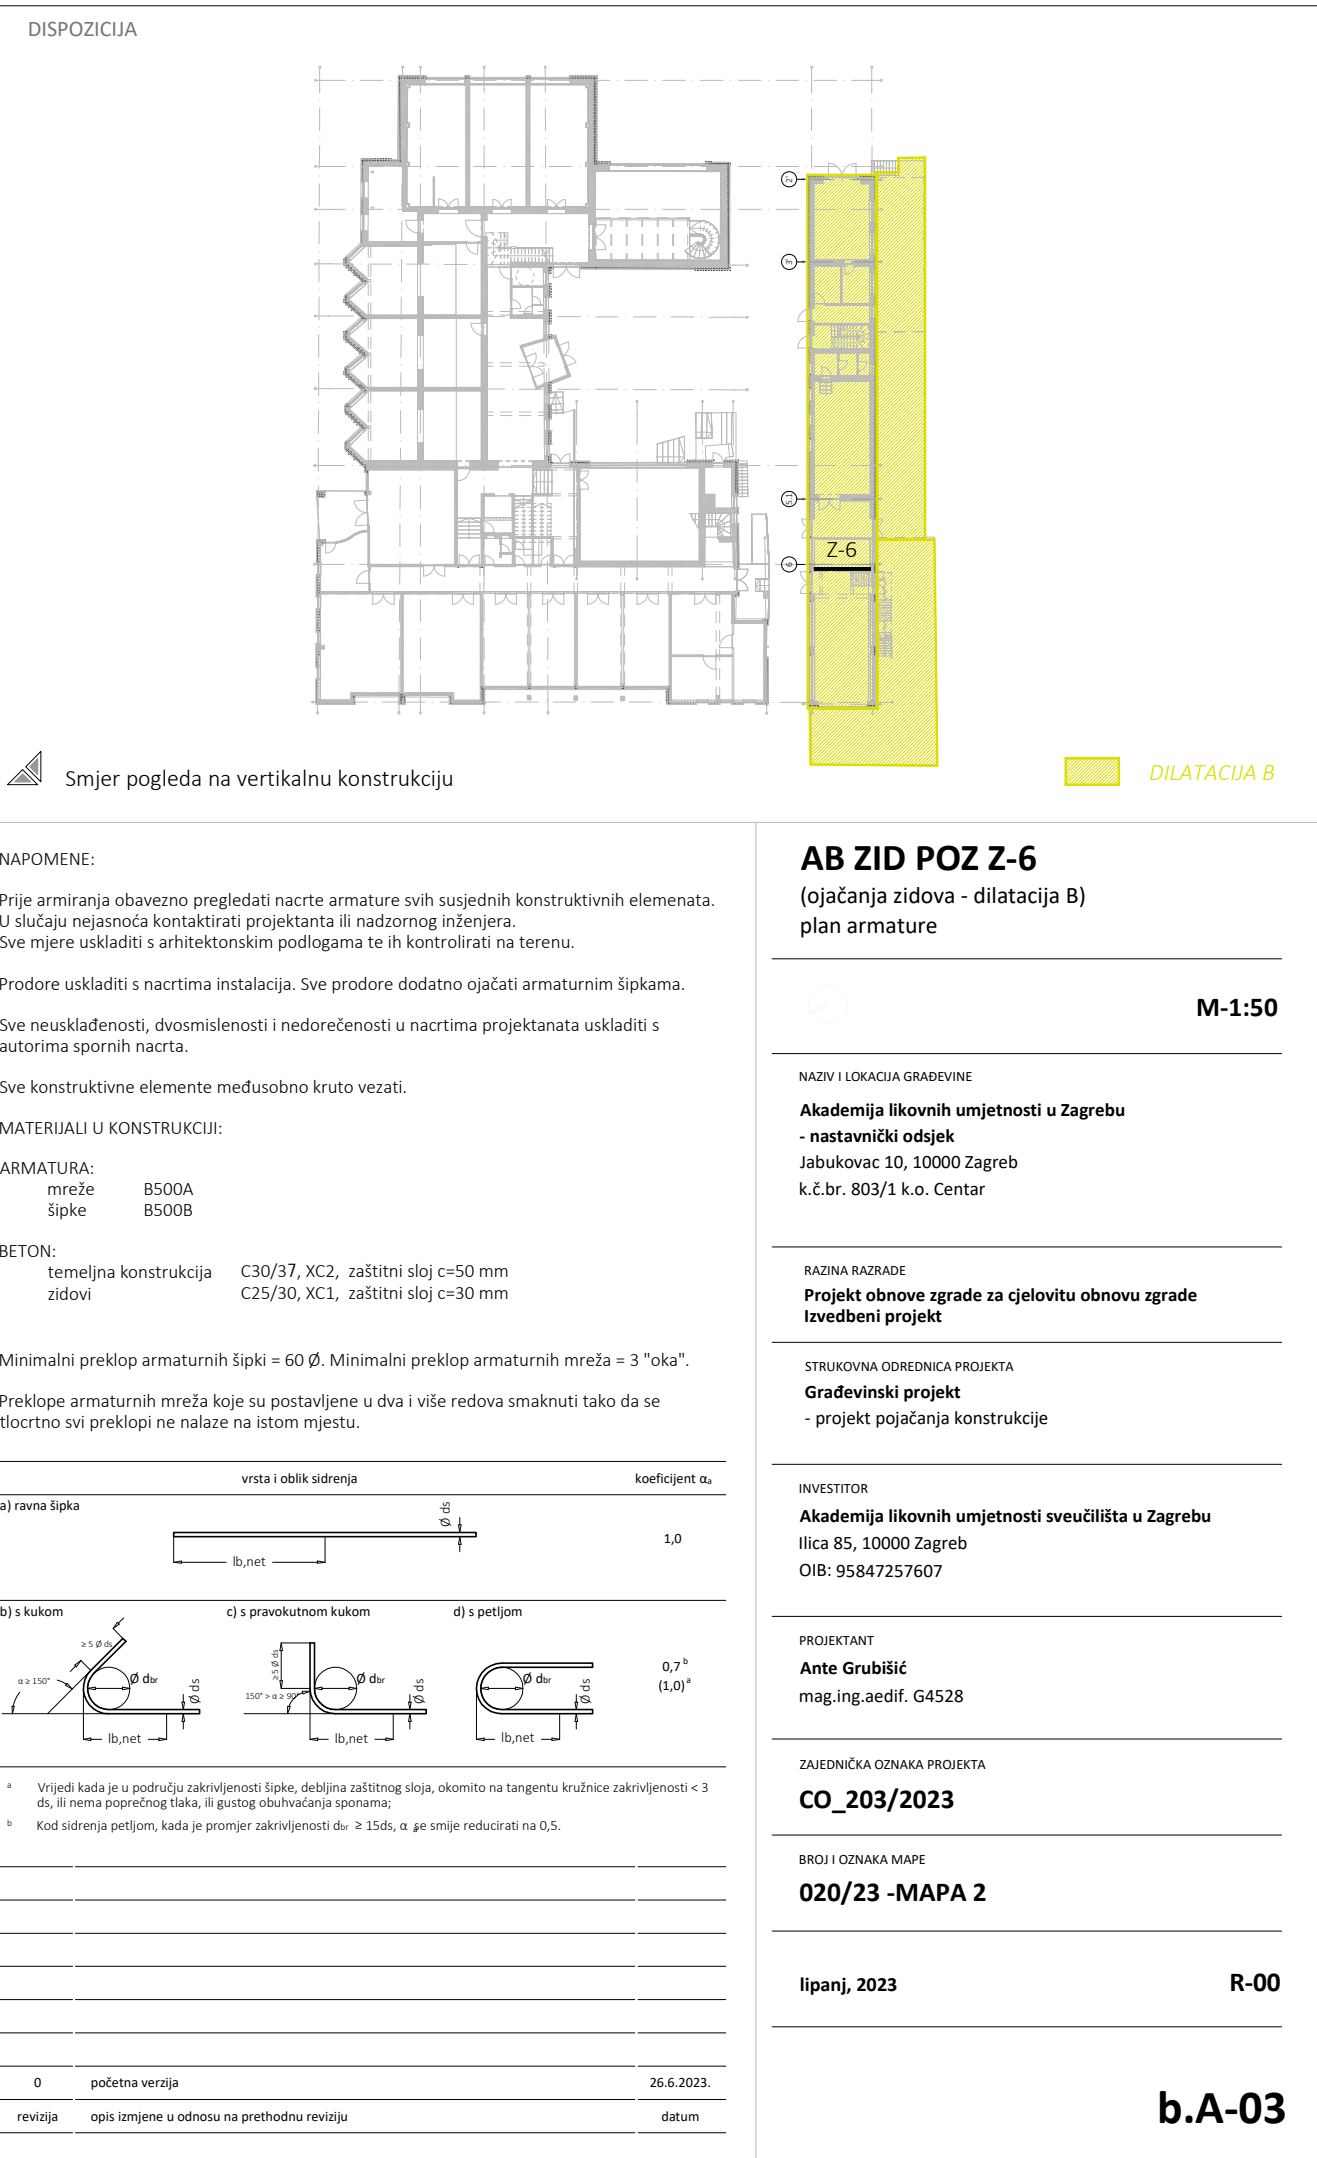 DISPOZICIJA
2'
3'
5.1
Z-6
6
Smjer pogleda na vertikalnu konstrukciju
DILATACIJA B
NAPOMENE:
Prije armiranja obavezno pregledati nacrte armature svih susjednih konstruktivnih elemenata.
U slučaju nejasnoća kontaktirati projektanta ili nadzornog inženjera.
Sve mjere uskladiti s arhitektonskim podlogama te ih kontrolirati na terenu.
Prodore uskladiti s nacrtima instalacija. Sve prodore dodatno ojačati armaturnim šipkama.
Sve neusklađenosti, dvosmislenosti i nedorečenosti u nacrtima projektanata uskladiti s
autorima spornih nacrta.
Sve konstruktivne elemente međusobno kruto vezati.
MATERIJALI U KONSTRUKCIJI:
ARMATURA:
mreže B500A
šipke B500B
BETON:
temeljna konstrukcija C30/37, XC2, zaštitni sloj c=50 mm
zidovi C25/30, XC1, zaštitni sloj c=30 mm
Minimalni preklop armaturnih šipki = 60 Ø. Minimalni preklop armaturnih mreža = 3 "oka".
Preklope armaturnih mreža koje su postavljene u dva i više redova smaknuti tako da se
tlocrtno svi preklopi ne nalaze na istom mjestu.
vrsta i oblik sidrenja koeficijent αa
a) ravna šipka
Ø ds
lb,net
1,0
b) s kukom c) s pravokutnom kukom d) s petljom
≥ 5 Ø ds
α ≥ 150°
Ø dbr
Ø ds
lb,net
≥ 5 Ø ds
150° > α ≥ 90°
Ø dbr
Ø ds
lb,net
Ø dbr
Ø ds
lb,net
0,7 b
(1,0) a
a Vrijedi kada je u području zakrivljenosti šipke, debljina zaštitnog sloja, okomito na tangentu kružnice zakrivljenosti < 3
ds, ili nema poprečnog tlaka, ili gustog obuhvaćanja sponama;
b Kod sidrenja petljom, kada je promjer zakrivljenosti dbr ≥ 15ds, α a se smije reducirati na 0,5.
0 početna verzija 26.6.2023.
revizija opis izmjene u odnosu na prethodnu reviziju datum
AB ZID POZ Z-6
(ojačanja zidova - dilatacija B)
plan armature
M-1:50
NAZIV I LOKACIJA GRAĐEVINE
Akademija likovnih umjetnosti u Zagrebu
- nastavnički odsjek
Jabukovac 10, 10000 Zagreb
k.č.br. 803/1 k.o. Centar
RAZINA RAZRADE
Projekt obnove zgrade za cjelovitu obnovu zgrade
Izvedbeni projekt
STRUKOVNA ODREDNICA PROJEKTA
Građevinski projekt
- projekt pojačanja konstrukcije
INVESTITOR
Akademija likovnih umjetnosti sveučilišta u Zagrebu
Ilica 85, 10000 Zagreb
OIB: 95847257607
PROJEKTANT
Ante Grubišić
mag.ing.aedif. G4528
ZAJEDNIČKA OZNAKA PROJEKTA
CO_203/2023
BROJ I OZNAKA MAPE
020/23 -MAPA 2
lipanj, 2023 R-00
b.A-03